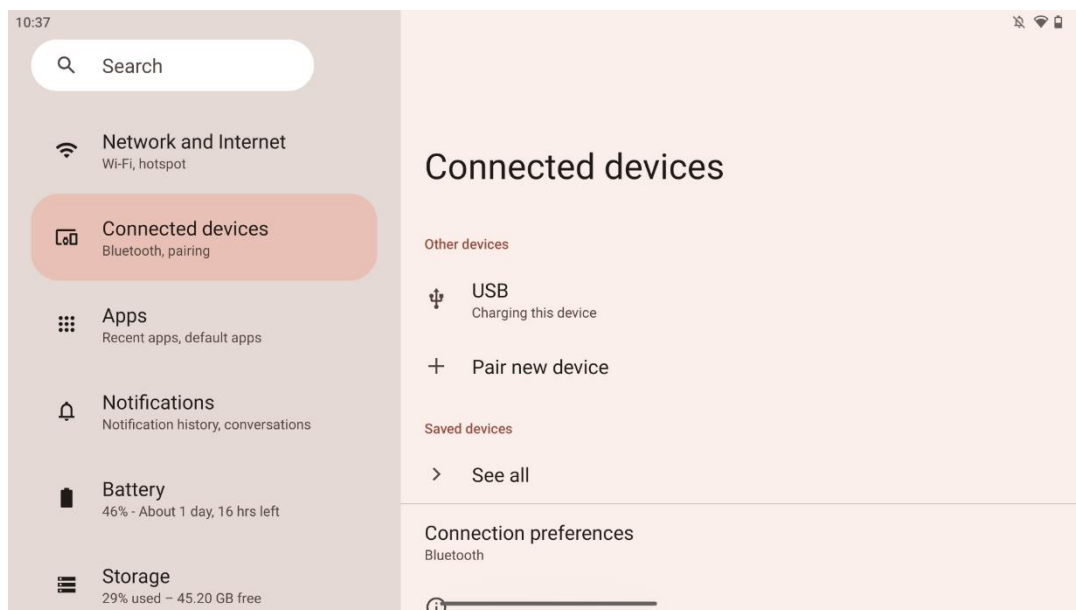 10:37
Search
Network and Internet
Wi-Fi, hotspot
Connected devices
Bluetooth, pairing
Apps
Recent apps, default apps
Notifications
Notification history, conversations
Battery
46% - About 1 day, 16 hrs left
Storage
29% used – 45.20 GB free
Connected devices
Other devices
USB
Charging this device
Pair new device
Saved devices
See all
Connection preferences
Bluetooth